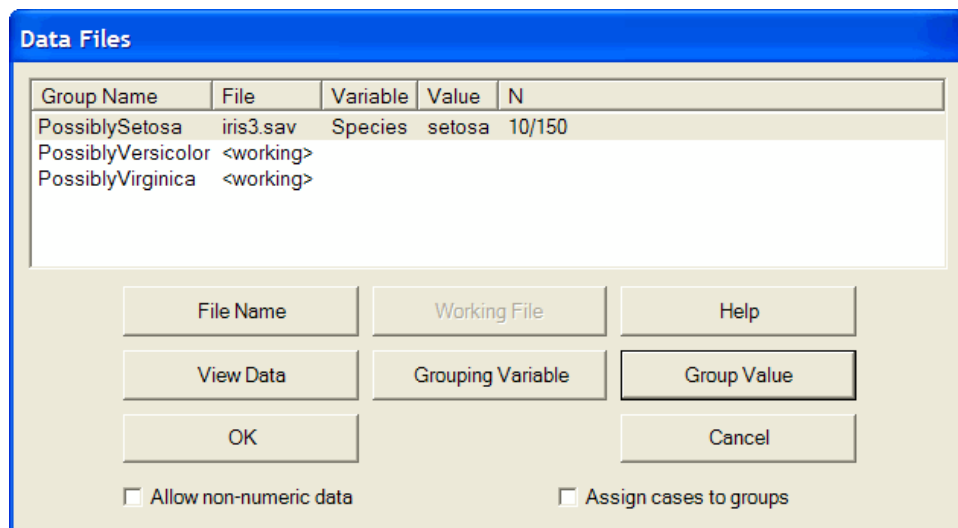 Data Files
Group Name File Variable Value N
PossiblySetosa iris3.sav Species setosa 10/150
PossiblyVersicolor <working>
PossiblyVirginica <working>
File Name Working File Help
View Data Grouping Variable Group Value
OK Cancel
Allow non-numeric data Assign cases to groups